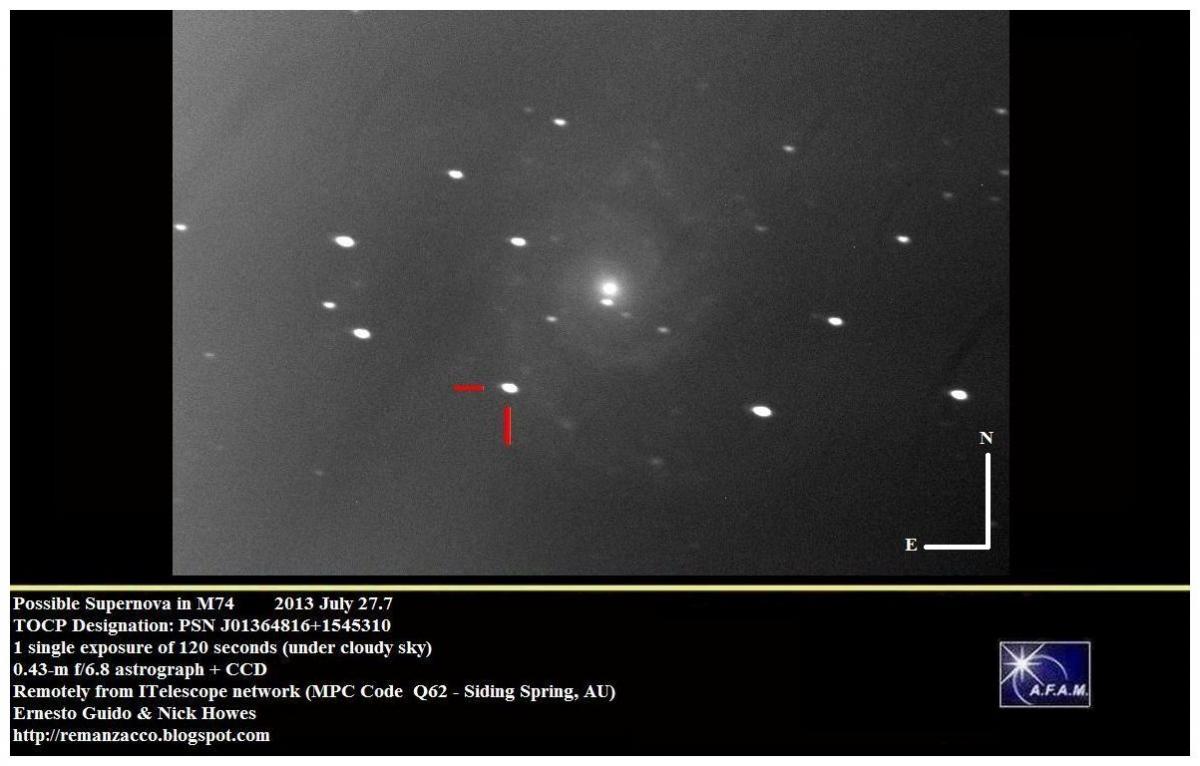 N
E
Possible Supernova in M74 2013 July 27.7
TOCP Designation: PSN J01364816+1545310
1 single exposure of 120 seconds (under cloudy sky)
0.43-m f/6.8 astrograph + CCD
Remotely from ITelescope network (MPC Code Q62 - Siding Spring, AU)
Ernesto Guido & Nick Howes
http://remanzacco.blogspot.com
A.F.A.M.